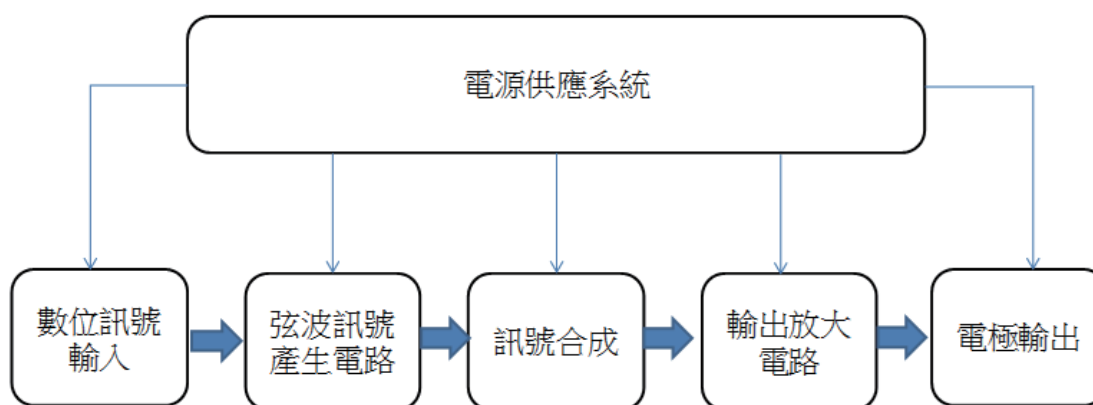 電源供應系統
數位訊號
輸入
弦波訊號
產生電路
訊號合成
輸出放大
電路
電極輸出